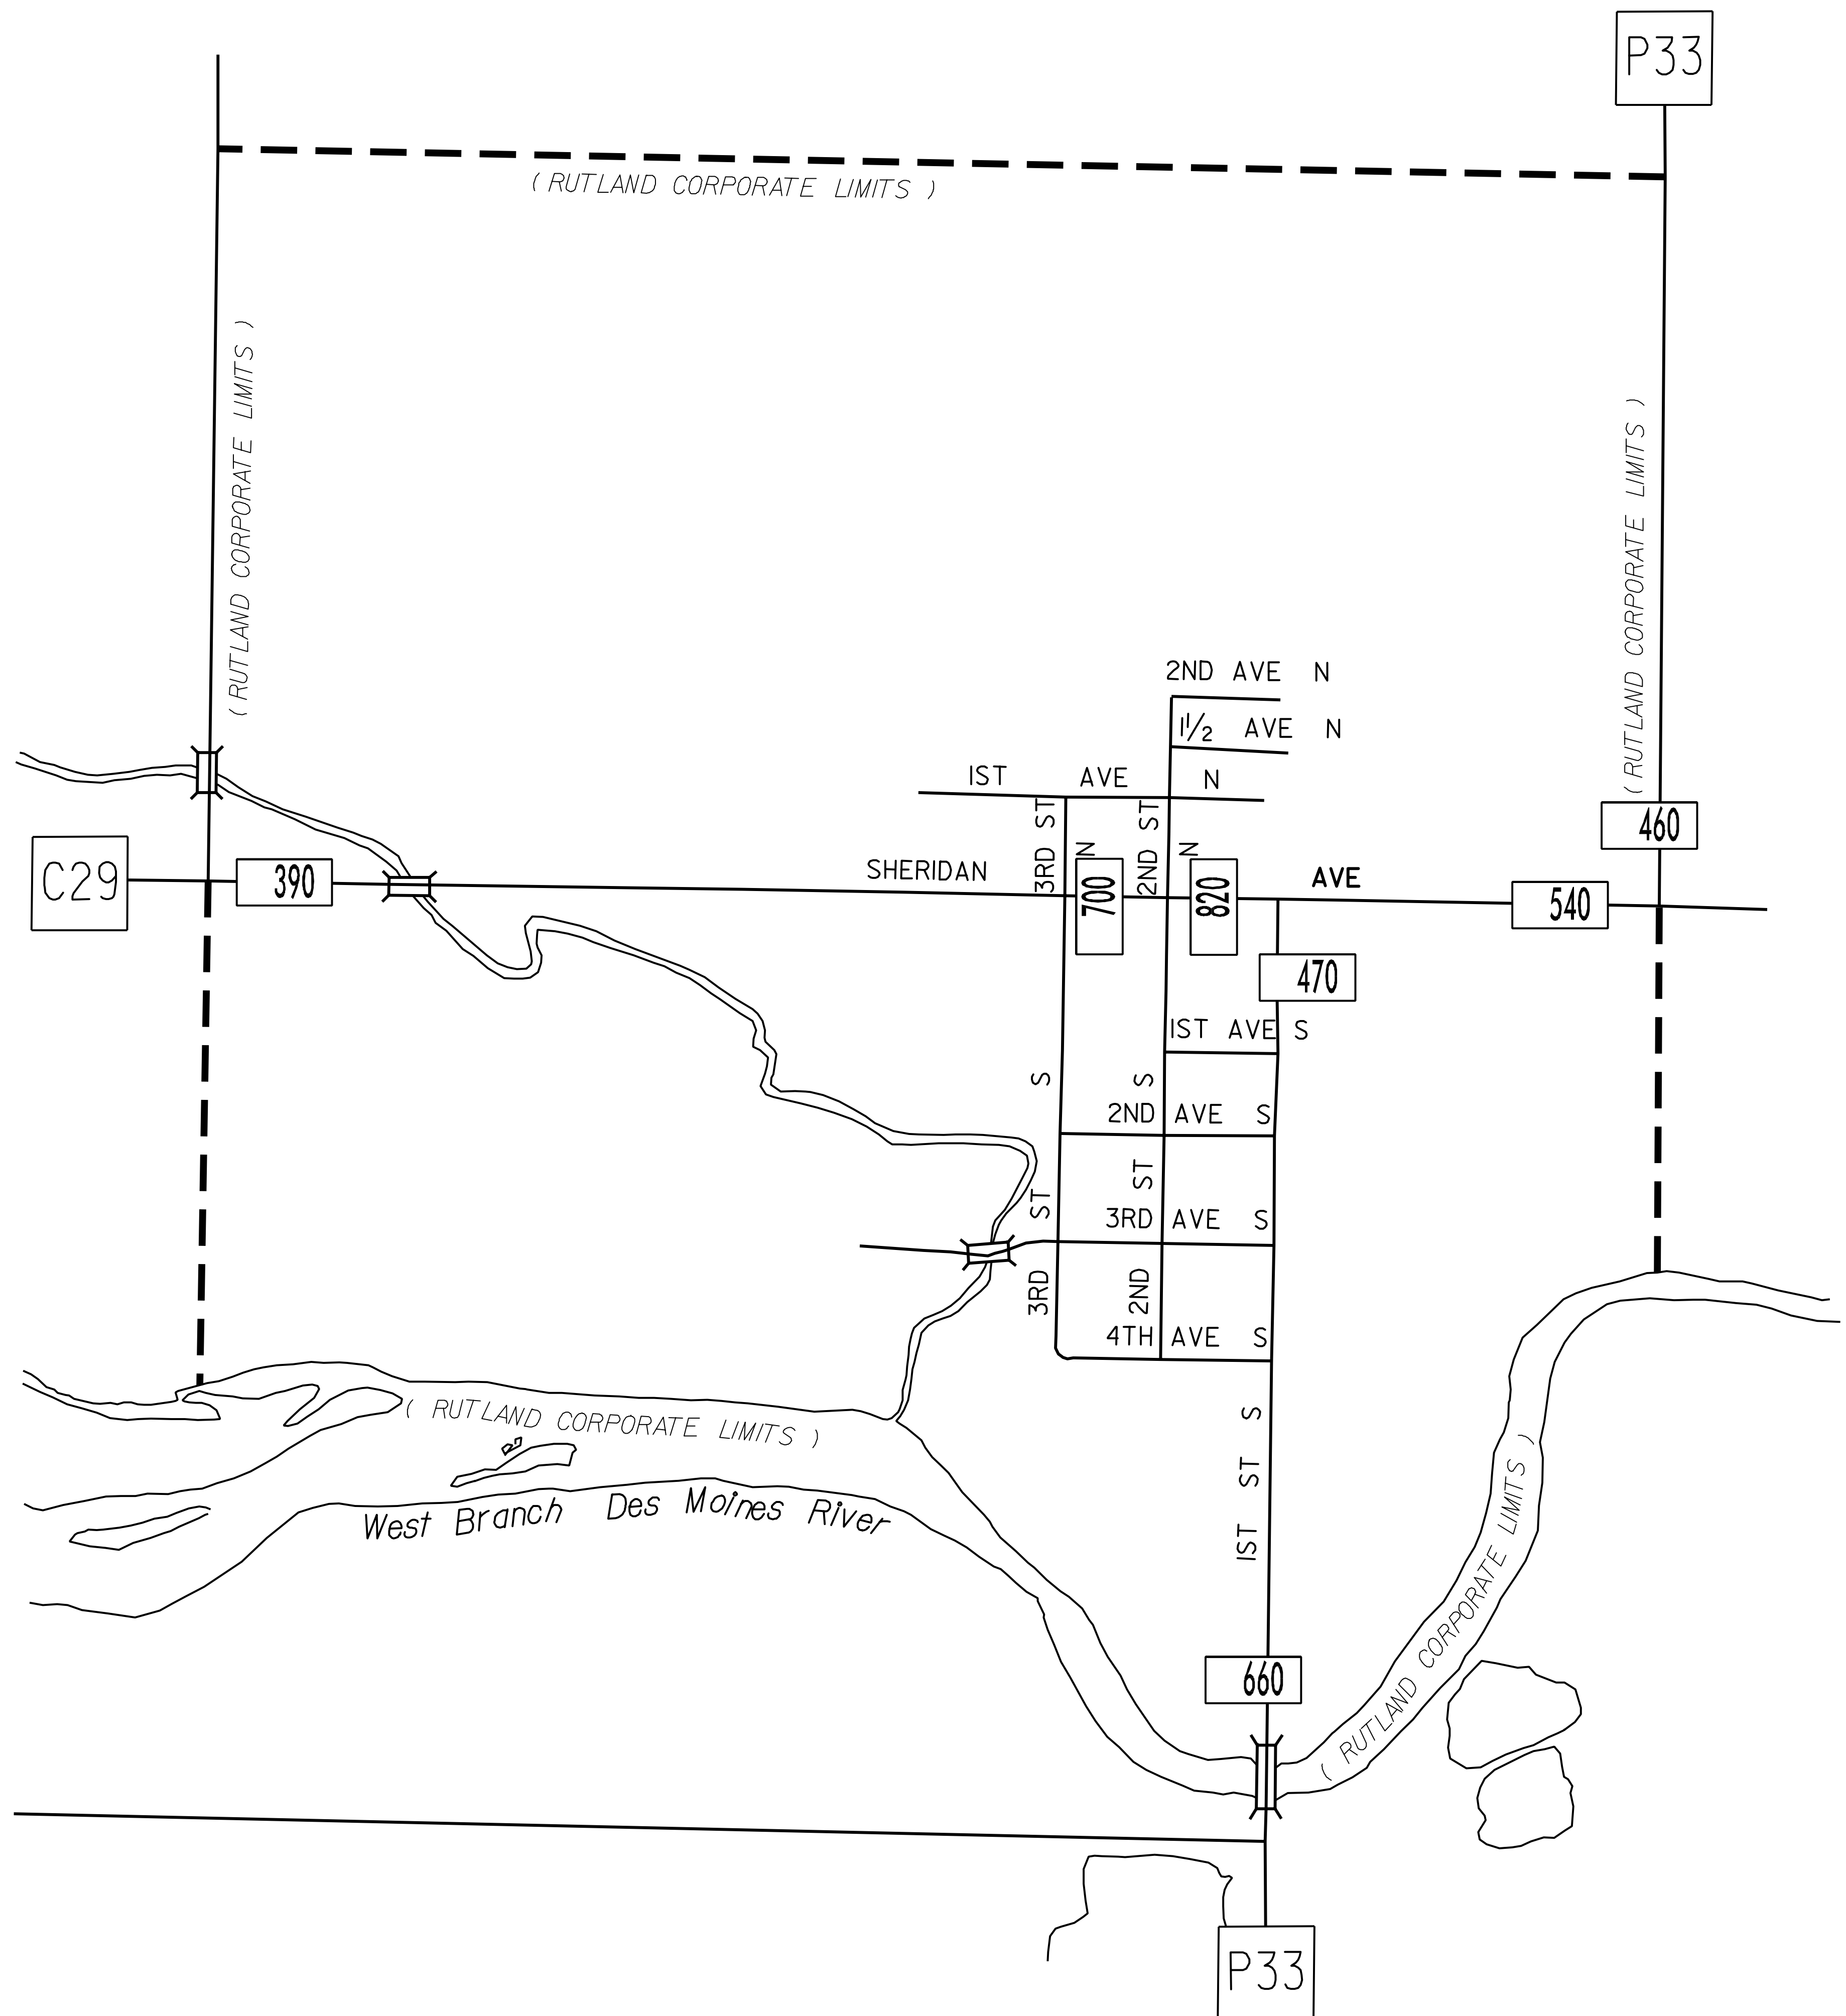 P33
( RUTLAND CORPORATE LIMITS )
( RUTLAND CORPORATE LIMITS )
( RUTLAND CORPORATE LIMITS )
2ND AVE N
1 1/2 AVE N
IST AVE N
3RD ST N
2ND ST N
460
C29
390
SHERIDAN AVE
700
820
540
470
IST AVE S
2ND AVE S
3RD AVE S
4TH AVE S
3RD ST S
2ND ST S
( RUTLAND CORPORATE LIMITS )
West Branch Des Moines River
IST ST S
( RUTLAND CORPORATE LIMITS )
660
P33